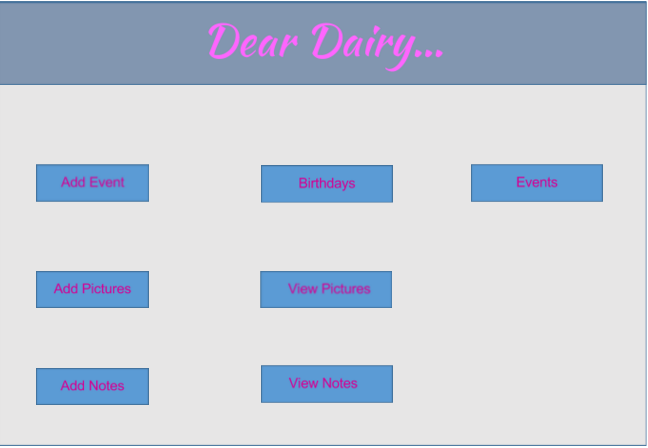 Dear Dairy...
Add Event
Birthdays
Events
Add Pictures
View Pictures
Add Notes
View Notes